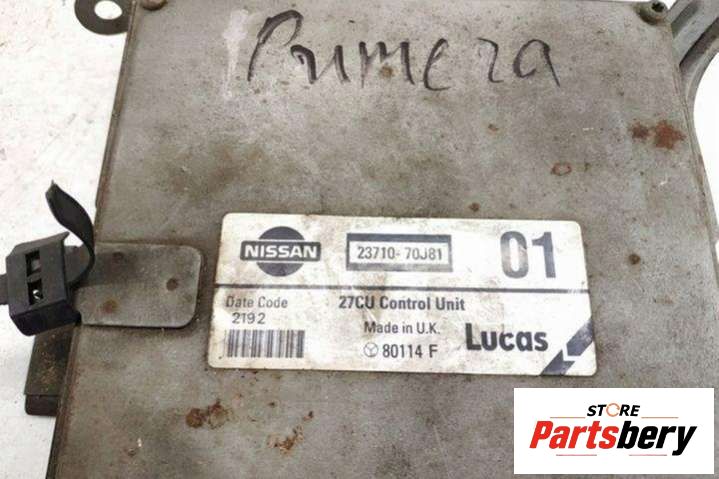 Primera
NISSAN
23710-70J81
01
Date Code
2192
27CU Control Unit
Made in U.K.
80114 F
Lucas
STORE
Partsbery